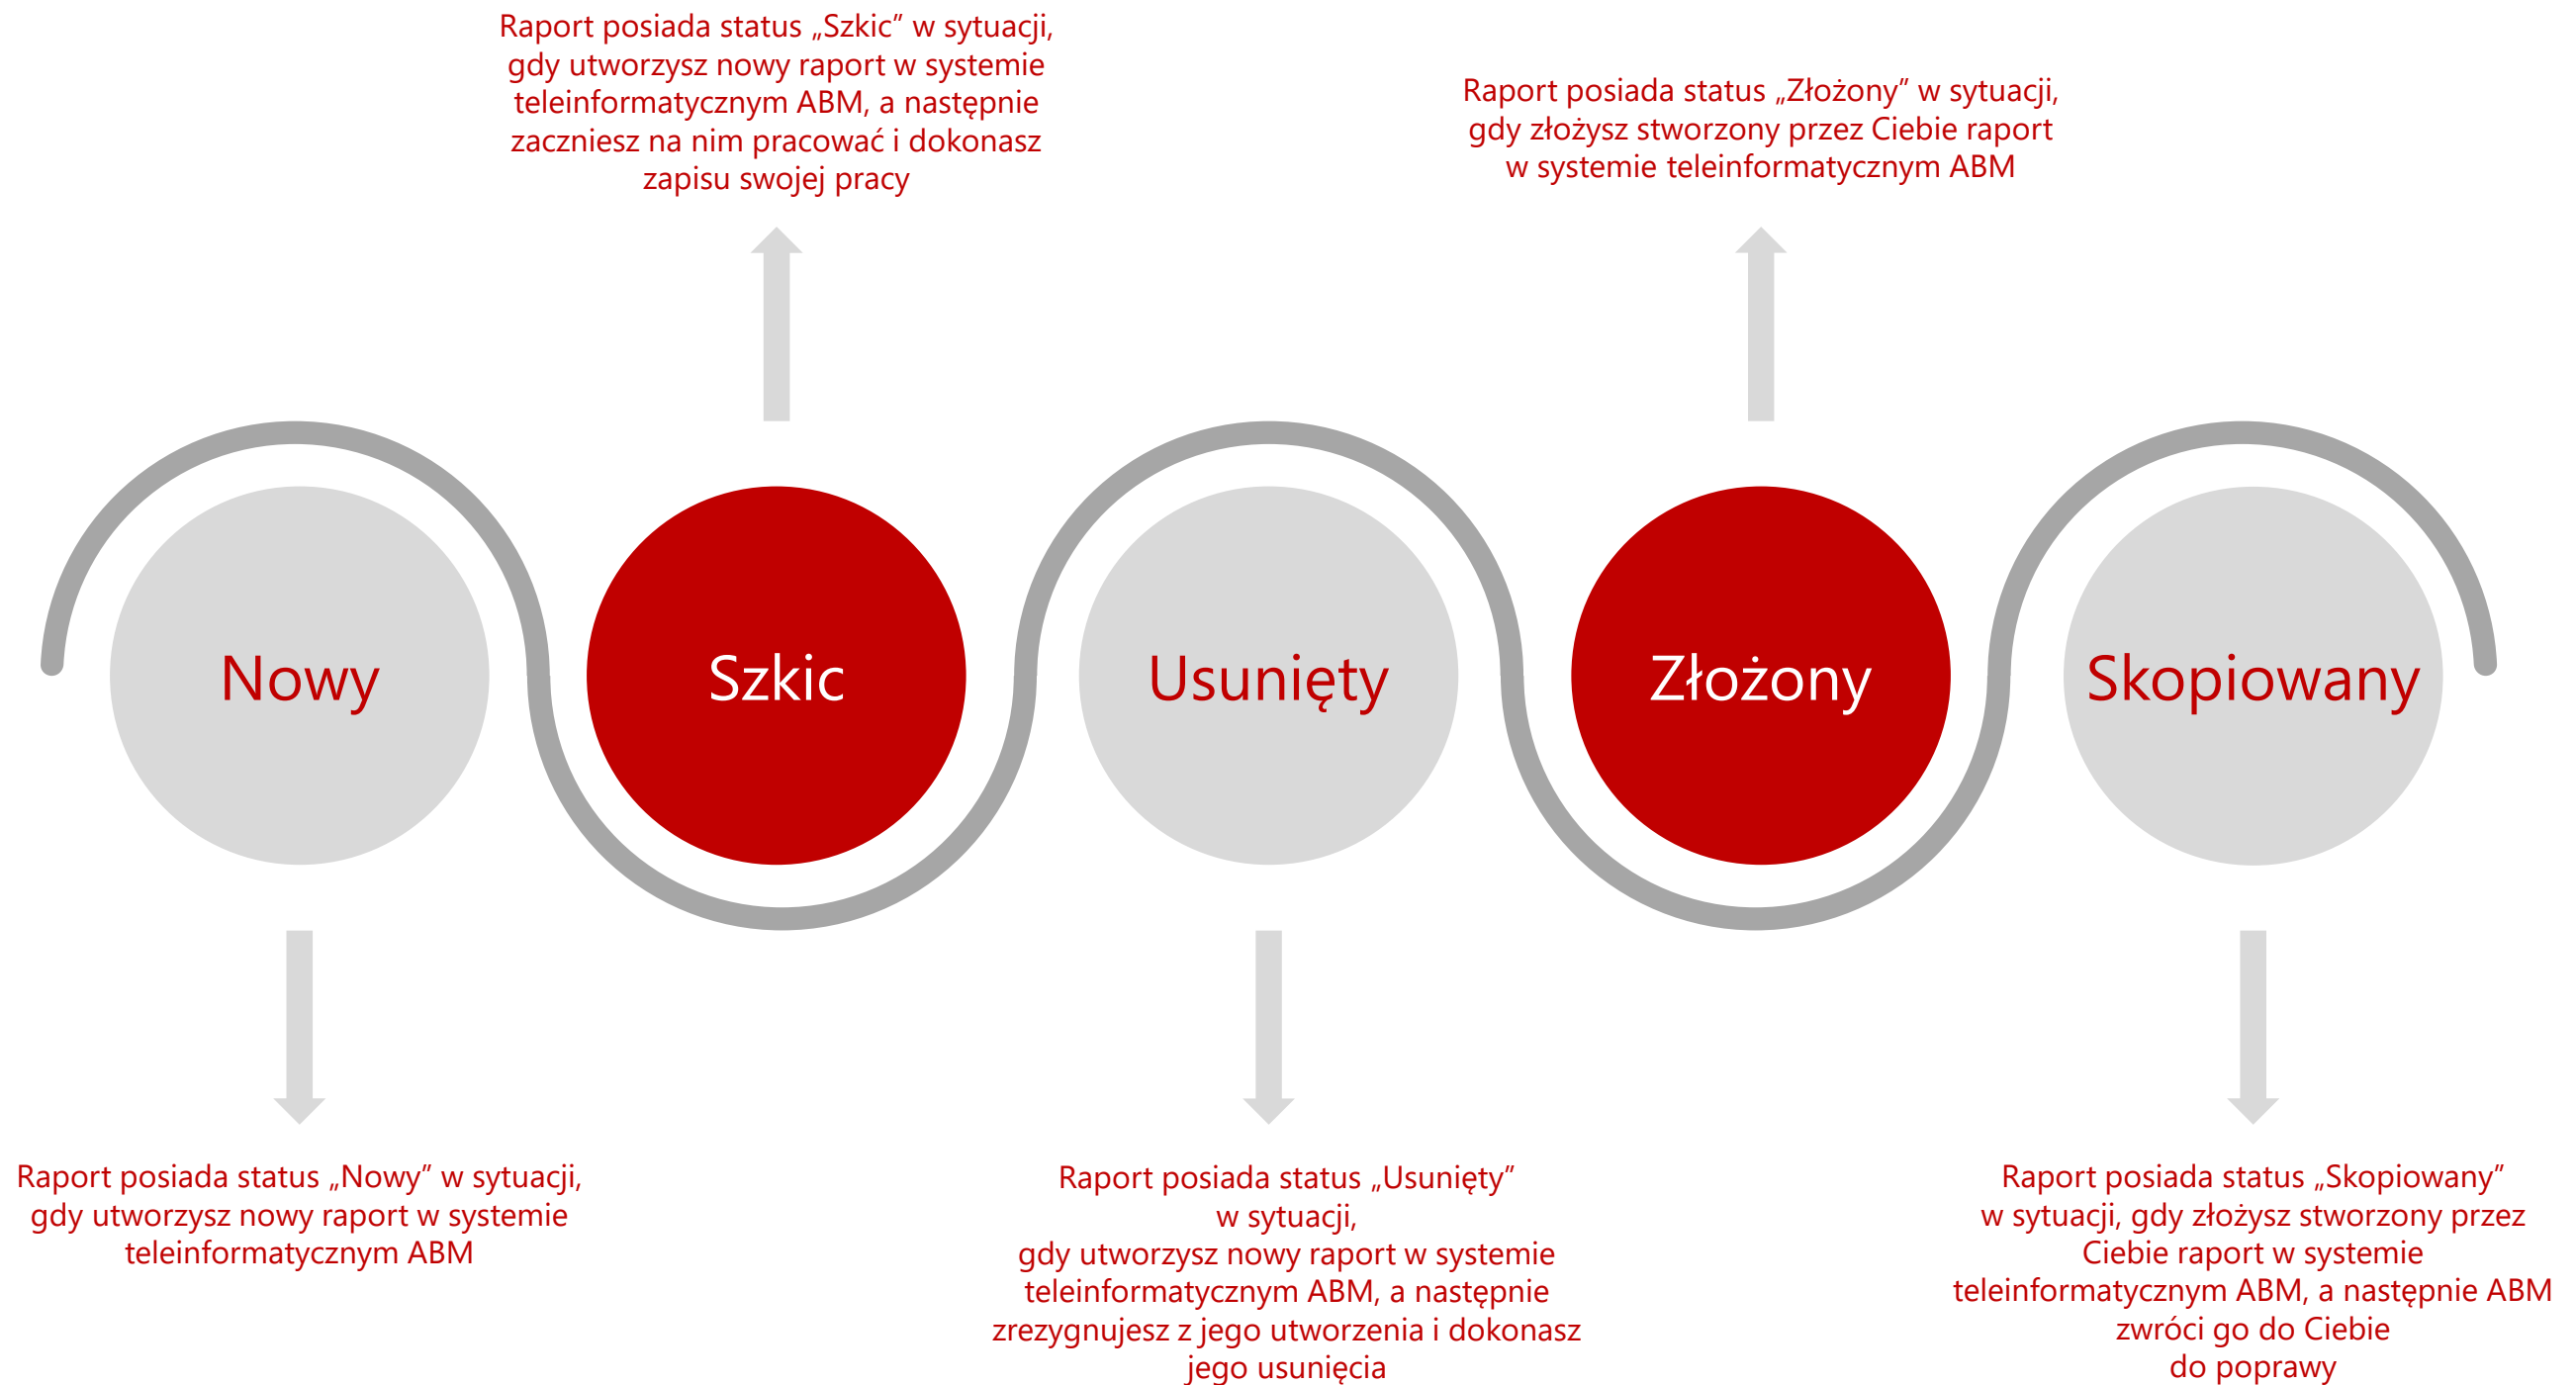 Raport posiada status „Szkic” w sytuacji,
gdy utworzysz nowy raport w systemie
teleinformatycznym ABM, a następnie
zaczniesz na nim pracować i dokonasz
zapisu swojej pracy
Raport posiada status „Złożony” w sytuacji,
gdy złożysz stworzony przez Ciebie raport
w systemie teleinformatycznym ABM
Nowy
Szkic
Usunięty
Złożony
Skopiowany
Raport posiada status „Nowy” w sytuacji,
gdy utworzysz nowy raport w systemie
teleinformatycznym ABM
Raport posiada status „Usunięty”
w sytuacji,
gdy utworzysz nowy raport w systemie
teleinformatycznym ABM, a następnie
zrezygnujesz z jego utworzenia i dokonasz
jego usunięcia
Raport posiada status „Skopiowany”
w sytuacji, gdy złożysz stworzony przez
Ciebie raport w systemie
teleinformatycznym ABM, a następnie ABM
zwróci go do Ciebie
do poprawy